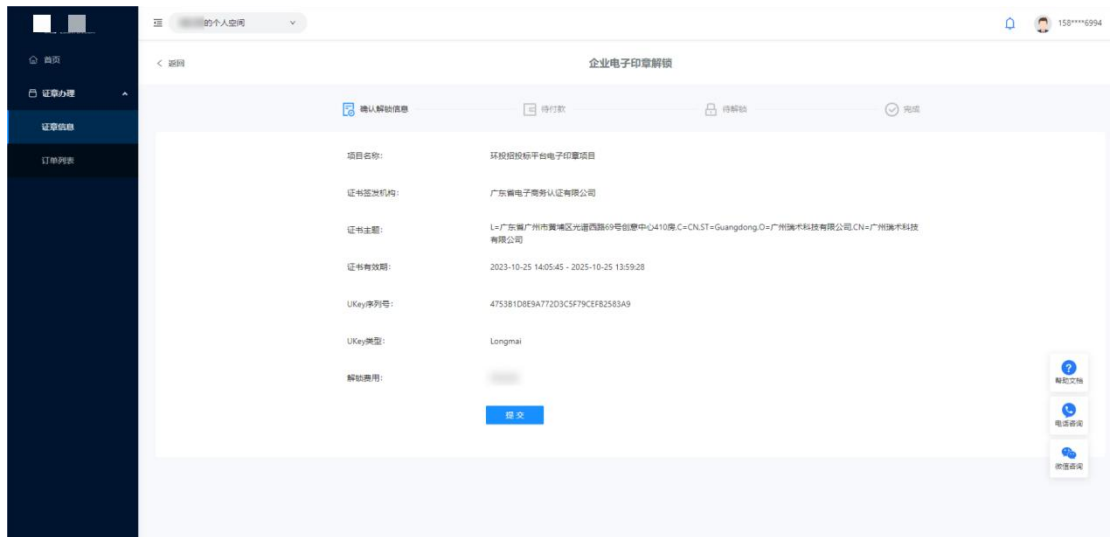 的个人空间
158****6994
首页
证章办理
证章信息
订单列表
返回
企业电子印章解锁
确认解锁信息
待付款
待解锁
完成
项目名称:
环投招投标平台电子印章项目
证书签发机构:
广东省电子商务认证有限公司
证书主题:
L=广东省广州市黄埔区光谱西路69号创意中心410房,C=CN,ST=Guangdong,O=广州瑞术科技有限公司,CN=广州瑞术科技
有限公司
证书有效期:
2023-10-25 14:05:45 - 2025-10-25 13:59:28
UKey序列号:
4753B1D8E9A772D3C5F79CEFB2583A9
UKey类型:
Longmai
解锁费用:
提 交
帮助文档
电话咨询
微信咨询